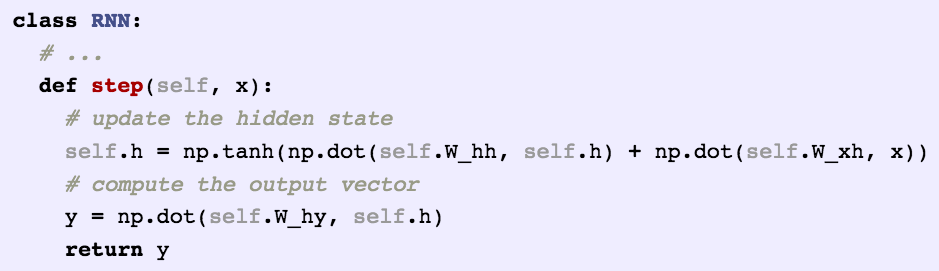 class RNN:
  # ...
  def step(self, x):
    # update the hidden state
    self.h = np.tanh(np.dot(self.W_hh, self.h) + np.dot(self.W_xh, x))
    # compute the output vector
    y = np.dot(self.W_hy, self.h)
    return y